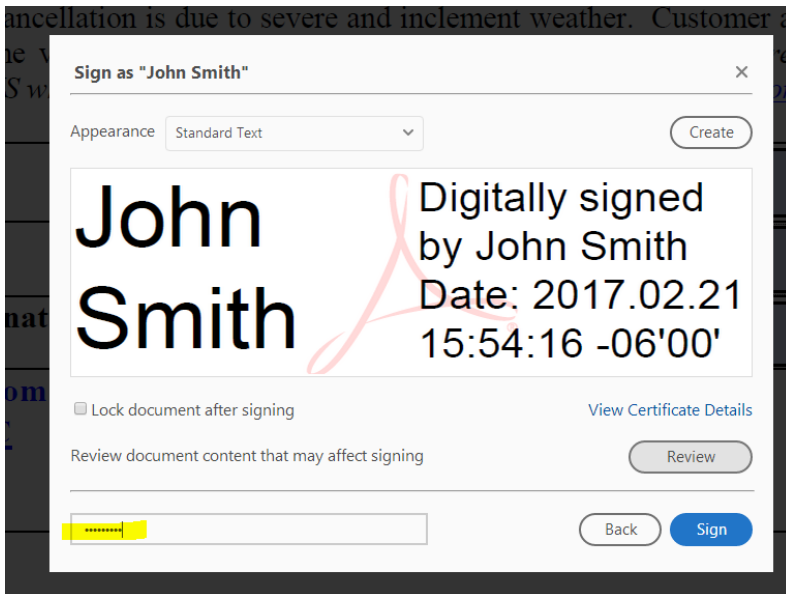 ancellation is due to severe and inclement weather. Customer
Sign as "John Smith"
Appearance Standard Text
Create
John
Smith
Digitally signed
by John Smith
Date: 2017.02.21
15:54:16 -06'00'
Lock document after signing
View Certificate Details
Review document content that may affect signing
Review
•••••••••
Back
Sign